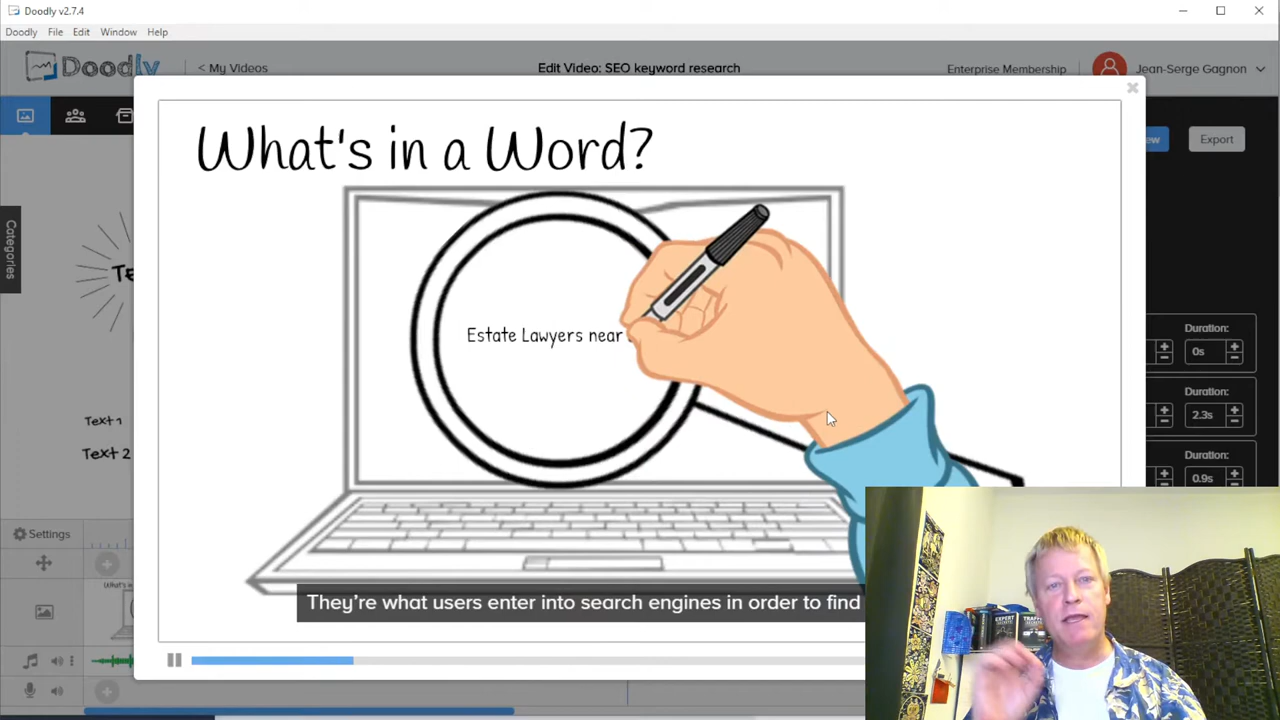 Doodly v2.7.4
Doodly File Edit Window Help
Doodly
< My Videos
Edit Video: SEO keyword research
Enterprise Membership
Jean-Serge Gagnon
Export
What's in a Word?
Categories
Estate Lawyers near
Duration:
0s
Duration:
2.3s
Duration:
0.9s
Text 1
Text 2
Settings
They're what users enter into search engines in order to find
EXPERT